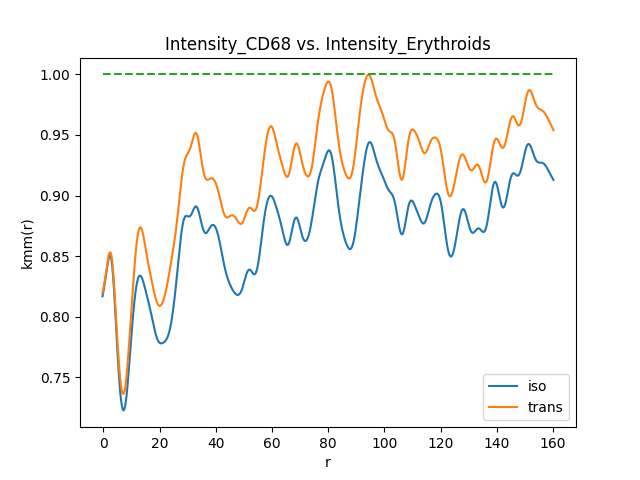 Intensity_CD68 vs. Intensity_Erythroids
kmm(r)
1.00
0.95
0.90
0.85
0.80
0.75
iso
trans
0 20 40 60 80 100 120 140 160
r